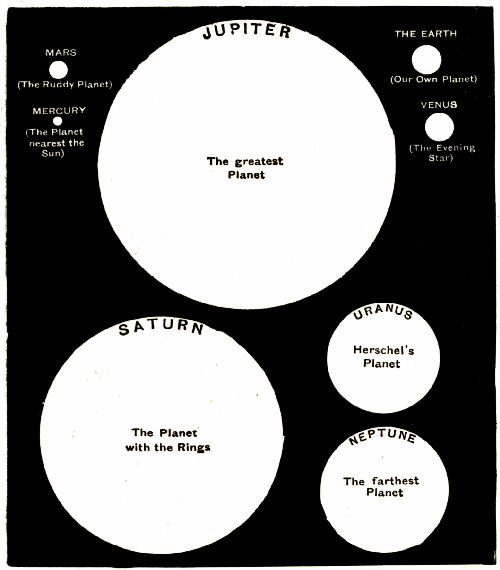 JUPITER
The greatest
Planet
MARS
(The Ruddy Planet)
MERCURY
(The Planet
nearest the
Sun)
THE EARTH
(Our Own Planet)
VENUS
(The Evening
Star)
SATURN
The Planet
with the Rings
URANUS
Herschel's
Planet
NEPTUNE
The farthest
Planet